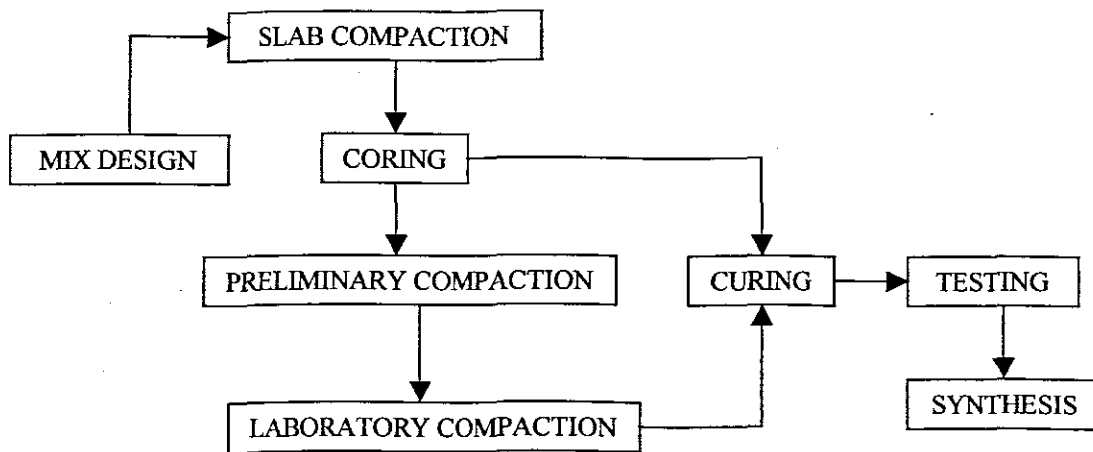 SLAB COMPACTION
MIX DESIGN
CORING
PRELIMINARY COMPACTION
CURING
TESTING
LABORATORY COMPACTION
SYNTHESIS